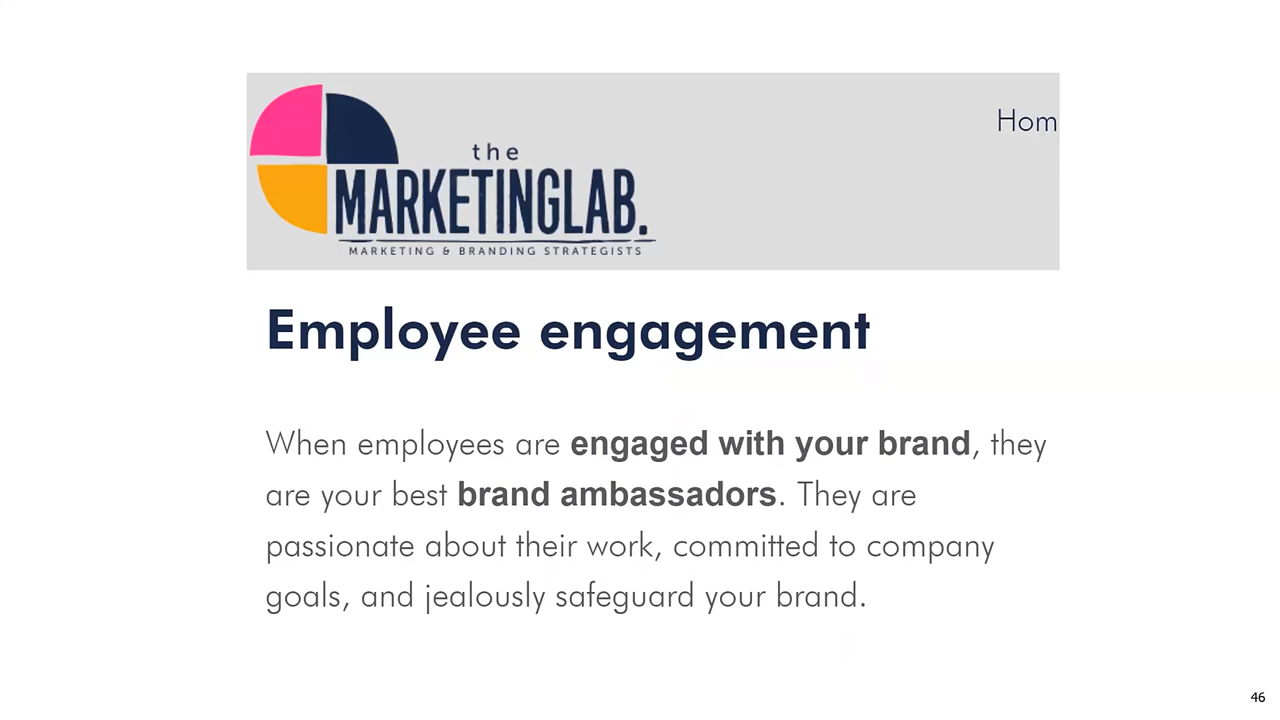 Hom
the
MARKETINGLAB.
MARKETING & BRANDING STRATEGISTS
Employee engagement
When employees are engaged with your brand, they
are your best brand ambassadors. They are
passionate about their work, committed to company
goals, and jealously safeguard your brand.
46